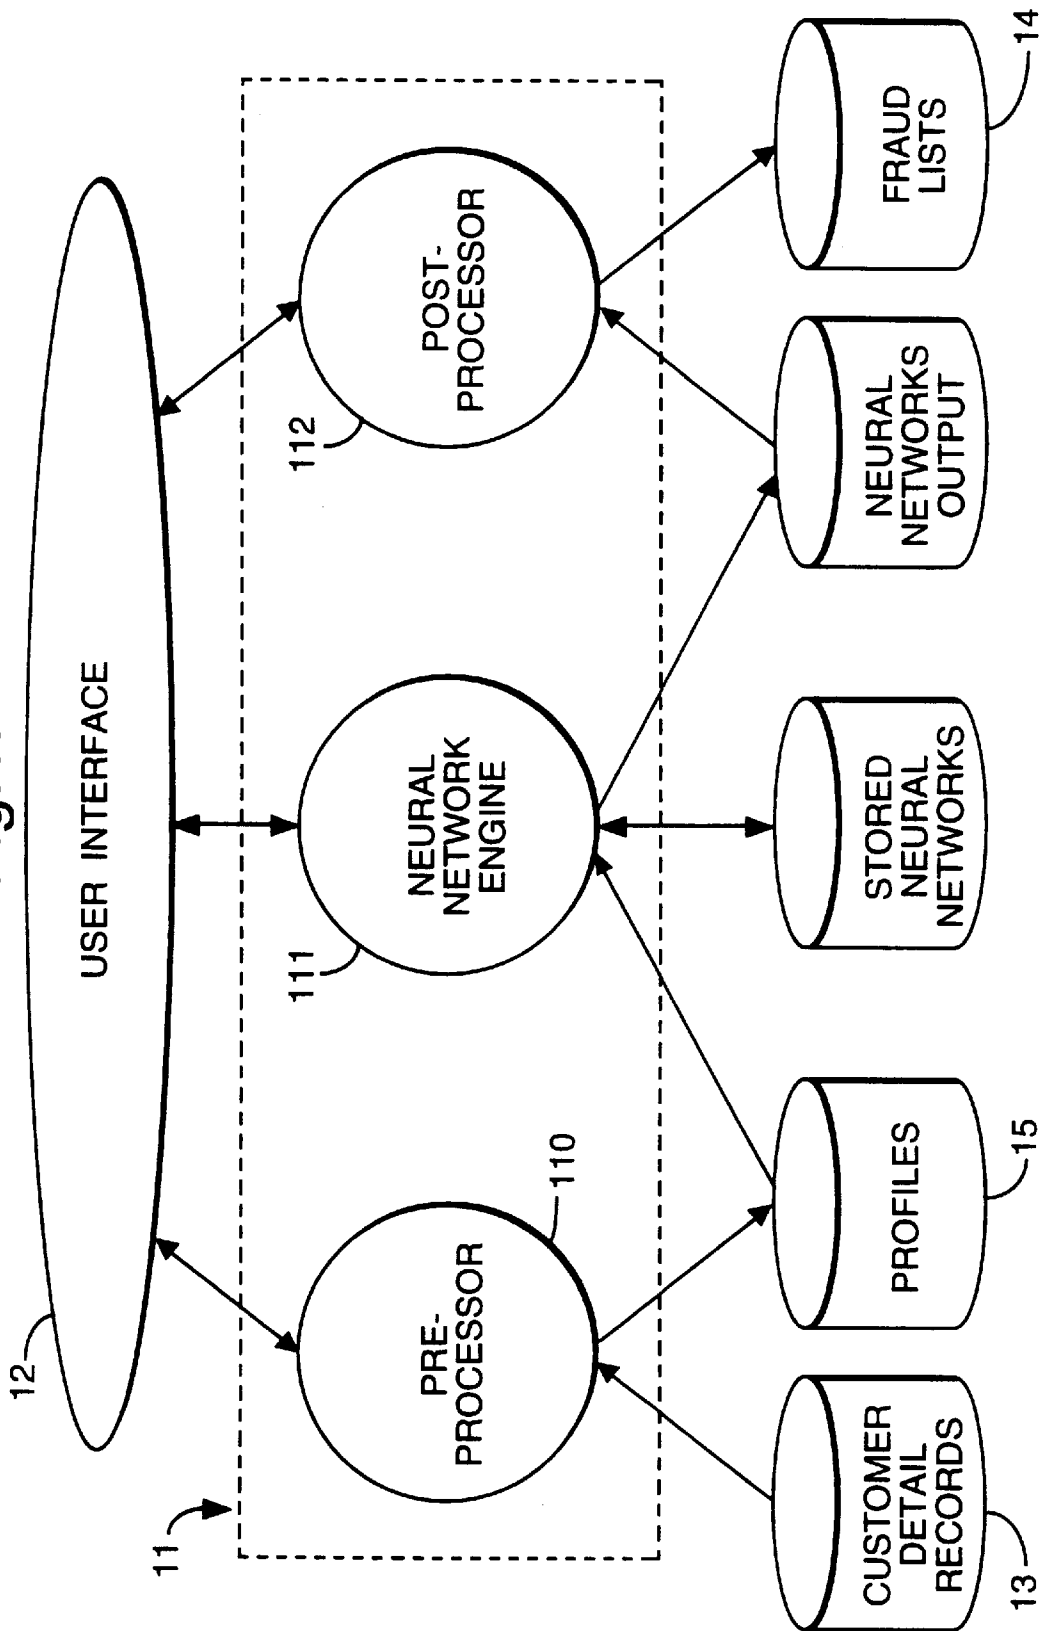 12
USER INTERFACE
11
PRE-
PROCESSOR
110
111
NEURAL
NETWORK
ENGINE
112
POST-
PROCESSOR
CUSTOMER
DETAIL
RECORDS
13
PROFILES
15
STORED
NEURAL
NETWORKS
NEURAL
NETWORKS
OUTPUT
FRAUD
LISTS
14